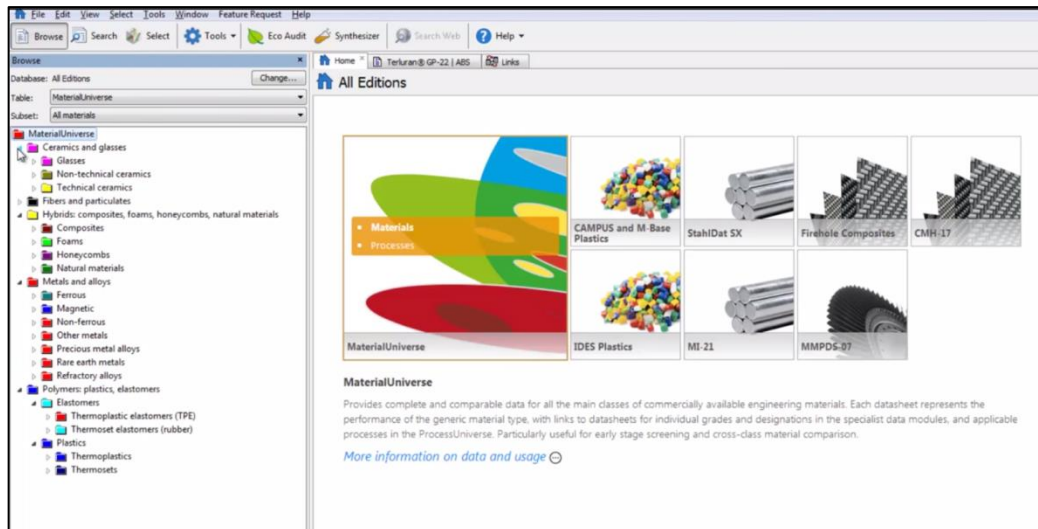 File Edit View Select Tools Window Feature Request Help
Browse Search Select Tools Eco Audit Synthesizer Search Web Help
Browse
Database: All Editions Change...
Table: MaterialUniverse
Subset: All materials
MaterialUniverse
Ceramics and glasses
Glasses
Non-technical ceramics
Technical ceramics
Fibers and particulates
Hybrids: composites, foams, honeycombs, natural materials
Composites
Foams
Honeycombs
Natural materials
Metals and alloys
Ferrous
Magnetic
Non-ferrous
Other metals
Precious metal alloys
Rare earth metals
Refractory alloys
Polymers: plastics, elastomers
Elastomers
Thermoplastic elastomers (TPE)
Thermoset elastomers (rubber)
Plastics
Thermoplastics
Thermosets
Home Terluran® GP-22 | ABS Links
All Editions
Materials
Processes
MaterialUniverse
CAMPUS and M-Base
Plastics
StahlDat SX
Firehole Composites
CMH-17
IDES Plastics
MI-21
MMPDS-07
MaterialUniverse
Provides complete and comparable data for all the main classes of commercially available engineering materials. Each datasheet represents the
performance of the generic material type, with links to datasheets for individual grades and designations in the specialist data modules, and applicable
processes in the ProcessUniverse. Particularly useful for early stage screening and cross-class material comparison.
More information on data and usage